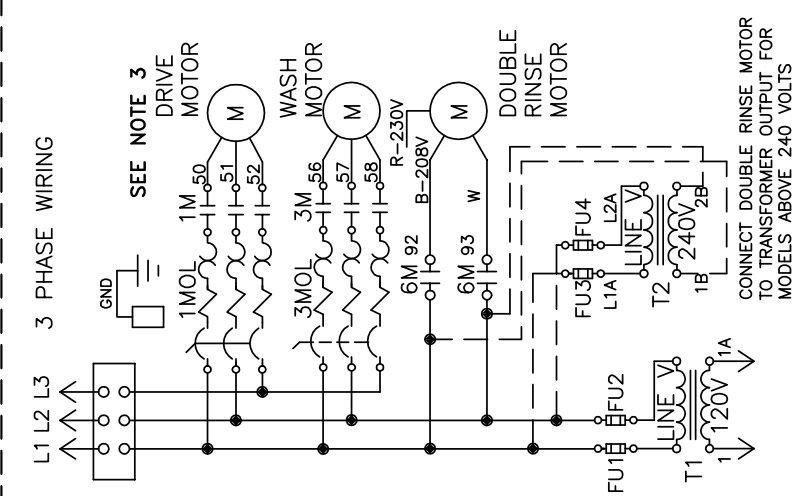 3 PHASE WIRING
L1 L2 L3
GND
SEE NOTE 3
DRIVE
MOTOR
M
1MOL
1M
50
51
52
WASH
MOTOR
M
3MOL
3M
56
57
58
DOUBLE
RINSE
MOTOR
M
R-230V
B-208V
W
6M 92
6M 93
FU4
FU3
L2A
L1A
LINE V
240V
T2
2B
1B
CONNECT DOUBLE RINSE MOTOR
TO TRANSFORMER OUTPUT FOR
MODELS ABOVE 240 VOLTS
FU2
FU1
LINE V
120V
T1
1A
1